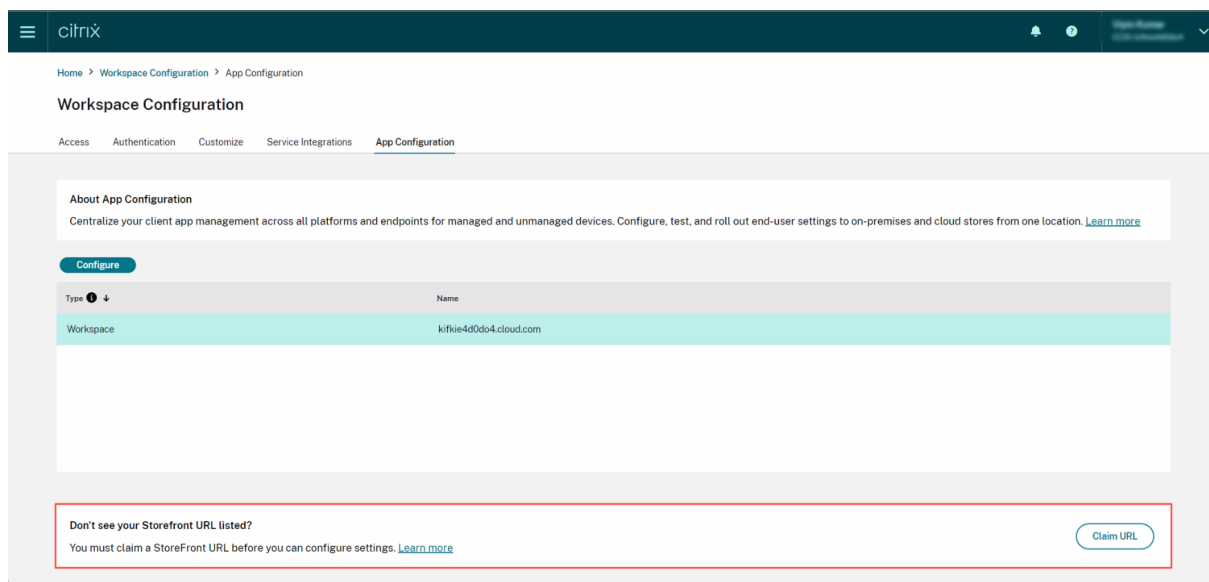 citrix
Home > Workspace Configuration > App Configuration
Workspace Configuration
Access Authentication Customize Service Integrations App Configuration
About App Configuration
Centralize your client app management across all platforms and endpoints for managed and unmanaged devices. Configure, test, and roll out end-user settings to on-premises and cloud stores from one location. Learn more
Configure
Type Name
Workspace kifkie4d0do4.cloud.com
Don't see your Storefront URL listed?
You must claim a StoreFront URL before you can configure settings. Learn more
Claim URL